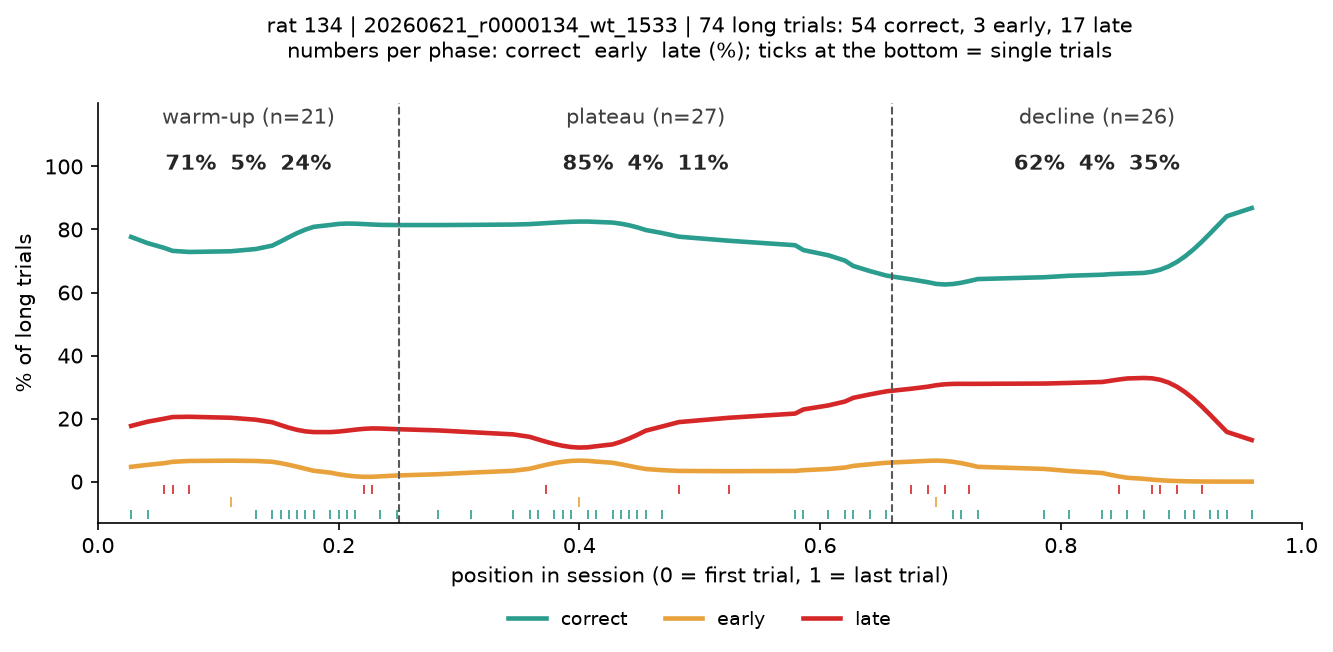 rat 134 | 20260621_r0000134_wt_1533 | 74 long trials: 54 correct, 3 early, 17 late
numbers per phase: correct  early  late (%); ticks at the bottom = single trials
warm-up (n=21)
plateau (n=27)
decline (n=26)
71%  5%  24%
85%  4%  11%
62%  4%  35%
100
80
60
40
20
0
% of long trials
0.0
0.2
0.4
0.6
0.8
1.0
position in session (0 = first trial, 1 = last trial)
correct
early
late